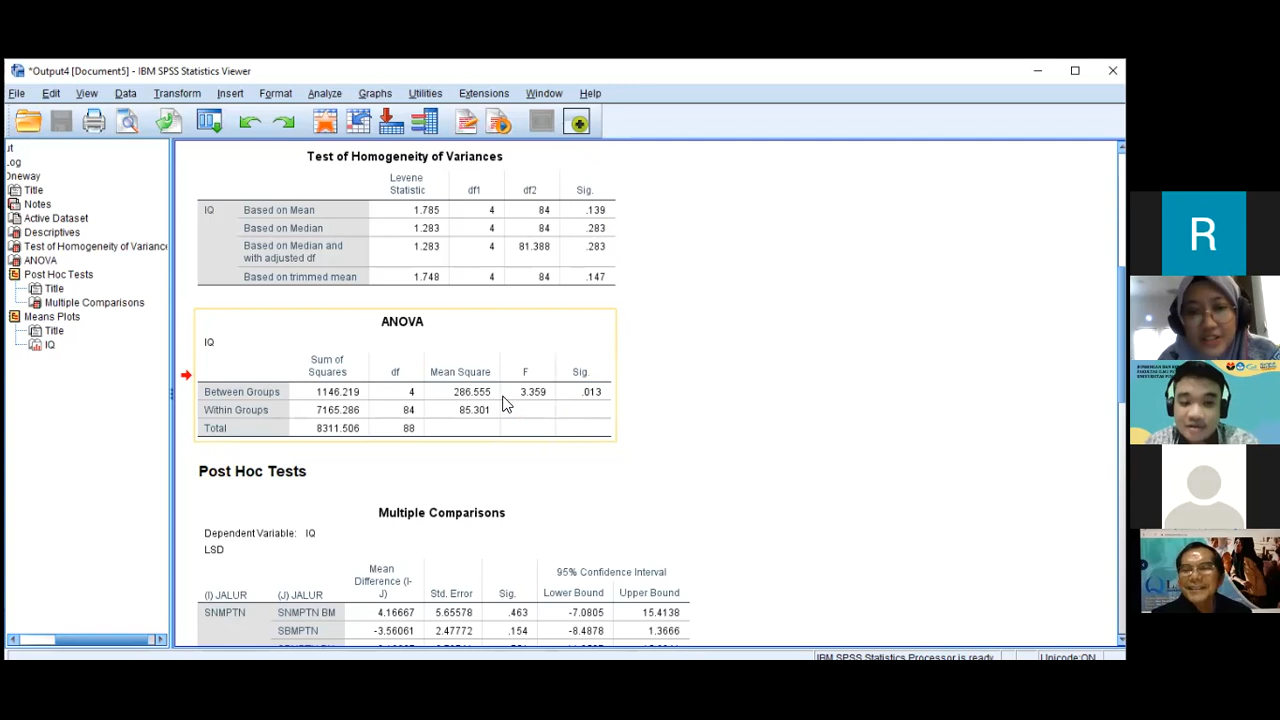 *Output4 [Document5] - IBM SPSS Statistics Viewer
File Edit View Data Transform Insert Format Analyze Graphs Utilities Extensions Window Help
ut
Log
Oneway
Title
Notes
Active Dataset
Descriptives
Test of Homogeneity of Variance
ANOVA
Post Hoc Tests
Title
Multiple Comparisons
Means Plots
Title
IQ
Test of Homogeneity of Variances
Levene Statistic df1 df2 Sig.
IQ Based on Mean 1.785 4 84 .139
Based on Median 1.283 4 84 .283
Based on Median and with adjusted df 1.283 4 81.388 .283
Based on trimmed mean 1.748 4 84 .147
ANOVA
IQ
Sum of Squares df Mean Square F Sig.
Between Groups 1146.219 4 286.555 3.359 .013
Within Groups 7165.286 84 85.301
Total 8311.506 88
Post Hoc Tests
Multiple Comparisons
Dependent Variable: IQ
LSD
(I) JALUR (J) JALUR Mean Difference (I-J) Std. Error Sig. 95% Confidence Interval
Lower Bound Upper Bound
SNMPTN SNMPTN BM 4.16667 5.65578 .463 -7.0805 15.4138
SBMPTN -3.56061 2.47772 .154 -8.4878 1.3666
IBM SPSS Statistics Processor is ready
Unicode:ON
R